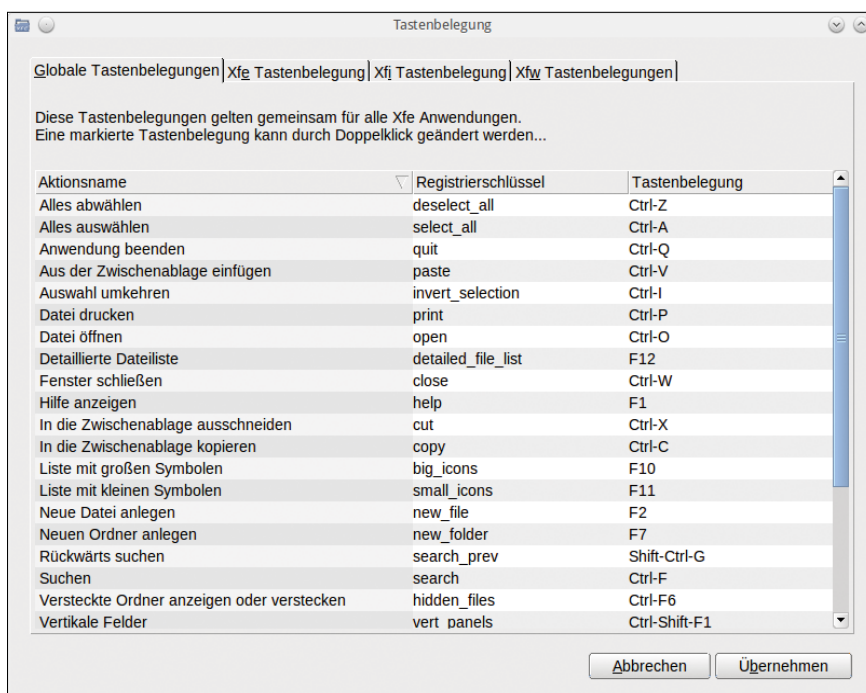 Tastenbelegung
Globale Tastenbelegungen Xfe Tastenbelegung Xfi Tastenbelegung Xfw Tastenbelegungen
Diese Tastenbelegungen gelten gemeinsam für alle Xfe Anwendungen.
Eine markierte Tastenbelegung kann durch Doppelklick geändert werden...
Aktionsname Registrierschlüssel Tastenbelegung
Alles abwählen deselect_all Ctrl-Z
Alles auswählen select_all Ctrl-A
Anwendung beenden quit Ctrl-Q
Aus der Zwischenablage einfügen paste Ctrl-V
Auswahl umkehren invert_selection Ctrl-I
Datei drucken print Ctrl-P
Datei öffnen open Ctrl-O
Detaillierte Dateiliste detailed_file_list F12
Fenster schließen close Ctrl-W
Hilfe anzeigen help F1
In die Zwischenablage ausschneiden cut Ctrl-X
In die Zwischenablage kopieren copy Ctrl-C
Liste mit großen Symbolen big_icons F10
Liste mit kleinen Symbolen small_icons F11
Neue Datei anlegen new_file F2
Neuen Ordner anlegen new_folder F7
Rückwärts suchen search_prev Shift-Ctrl-G
Suchen search Ctrl-F
Versteckte Ordner anzeigen oder verstecken hidden_files Ctrl-F6
Vertikale Felder vert_panels Ctrl-Shift-F1
Abbrechen Übernehmen